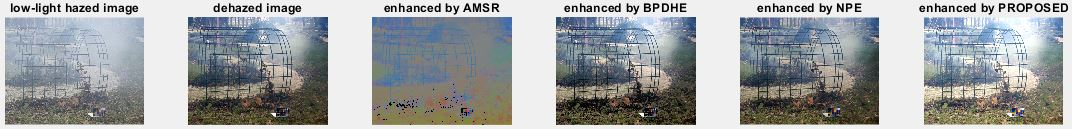 low-light hazed image
dehazed image
enhanced by AMSR
enhanced by BPDHE
enhanced by NPE
enhanced by PROPOSED